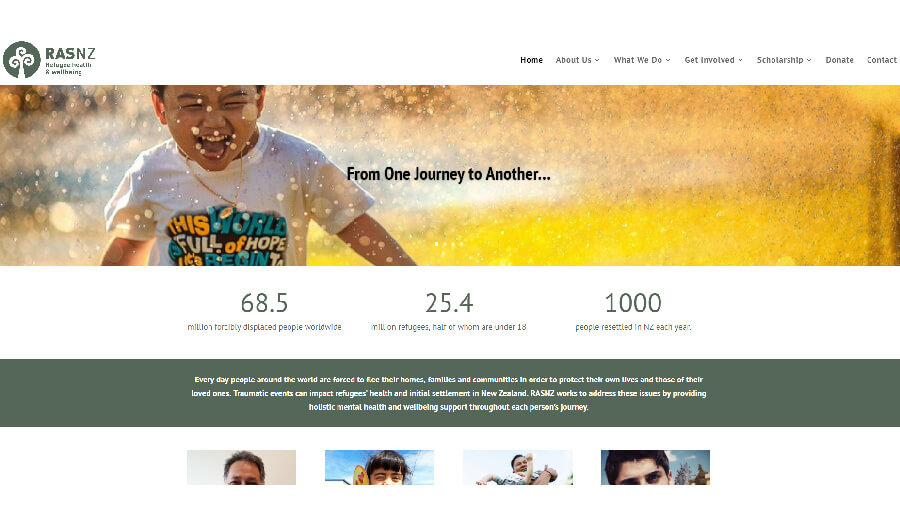 RASNZ
Refugee health
& wellbeing
Home About Us What We Do Get Involved Scholarship Donate Contact
From One Journey to Another...
THIS WORLD
FULL of HOPE
BEGIN
68.5 25.4 1000
million forcibly displaced people worldwide million refugees, half of whom are under 18 people resettled in NZ each year.
Every day people around the world are forced to flee their homes, families and communities in order to protect their own lives and those of their
loved ones. Traumatic events can impact refugees' health and initial settlement in New Zealand. RASNZ works to address these issues by providing
holistic mental health and wellbeing support throughout each person's journey.